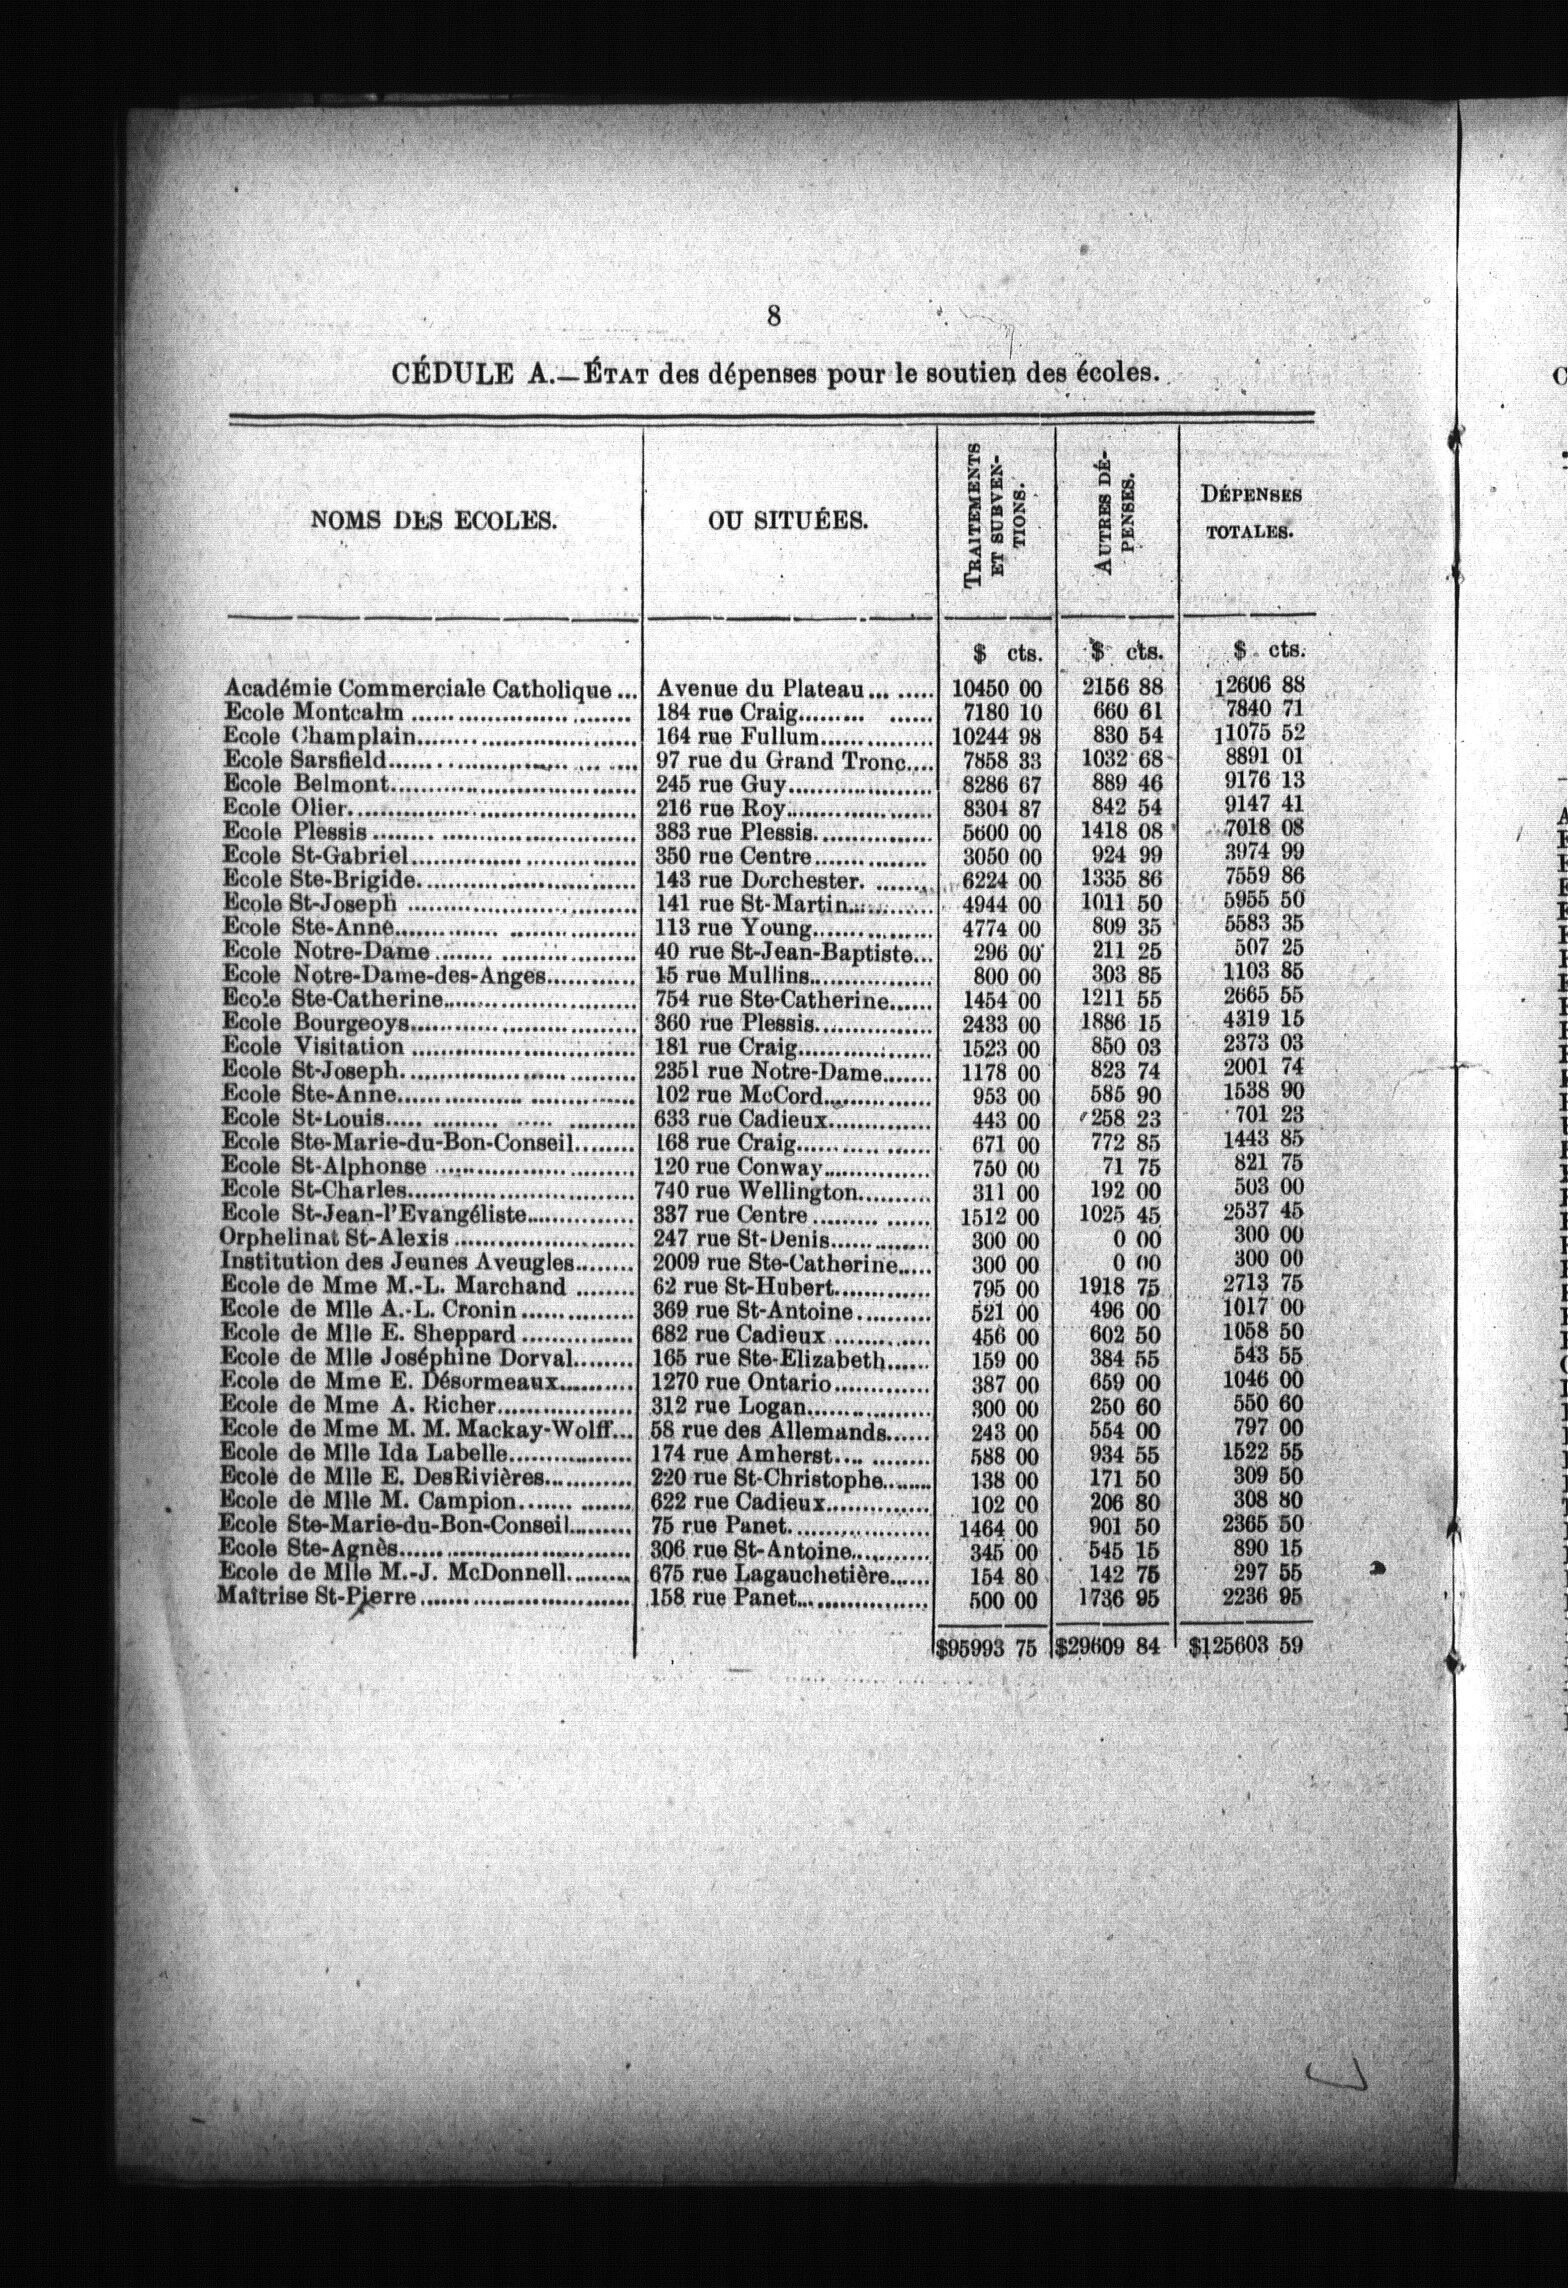 8
CÉDULE A.—ÉTAT des dépenses pour le soutien des écoles.
NOMS DES ECOLES. OU SITUÉES. TRAITEMENTS ET SUBVENTIONS. AUTRES DÉPENSES. DÉPENSES TOTALES.
$ cts. $ cts. $ cts.
Académie Commerciale Catholique... Avenue du Plateau... ..... 10450 00 2156 88 12606 88
Ecole Montcalm ........ 184 rue Craig......... ...... 7180 10 660 61 7840 71
Ecole Champlain........ 164 rue Fullum............... 10244 98 830 54 11075 52
Ecole Sarsfield........ 97 rue du Grand Tronc.... 7858 33 1032 68 8891 01
Ecole Belmont........ 245 rue Guy.................. 8286 67 889 46 9176 13
Ecole Olier........ 216 rue Roy.................. 8304 87 842 54 9147 41
Ecole Plessis ........ 383 rue Plessis............... 5600 00 1418 08 7018 08
Ecole St-Gabriel........ 350 rue Centre............... 3050 00 924 99 3974 99
Ecole Ste-Brigide........ 143 rue Dorchester. ....... 6224 00 1335 86 7559 86
Ecole St-Joseph ........ 141 rue St-Martin............ 4944 00 1011 50 5955 50
Ecole Ste-Anne........ 113 rue Young............... 4774 00 809 35 5583 35
Ecole Notre-Dame ........ 40 rue St-Jean-Baptiste... 296 00 211 25 507 25
Ecole Notre-Dame-des-Anges........ 15 rue Mullins............... 800 00 303 85 1103 85
Ecole Ste-Catherine........ 754 rue Ste-Catherine...... 1454 00 1211 55 2665 55
Ecole Bourgeoys........ 360 rue Plessis............... 2433 00 1886 15 4319 15
Ecole Visitation ........ 181 rue Craig............... 1523 00 850 03 2373 03
Ecole St-Joseph........ 2351 rue Notre-Dame....... 1178 00 823 74 2001 74
Ecole Ste-Anne........ 102 rue McCord............. 953 00 585 90 1538 90
Ecole St-Louis........ 633 rue Cadieux............. 443 00 258 23 701 23
Ecole Ste-Marie-du-Bon-Conseil........ 168 rue Craig............... 671 00 772 85 1443 85
Ecole St-Alphonse ........ 120 rue Conway............. 750 00 71 75 821 75
Ecole St-Charles........ 740 rue Wellington.......... 311 00 192 00 503 00
Ecole St-Jean-l'Evangéliste........ 337 rue Centre ......... ...... 1512 00 1025 45 2537 45
Orphelinat St-Alexis ........ 247 rue St-Denis............. 300 00 0 00 300 00
Institution des Jeunes Aveugles........ 2009 rue Ste-Catherine..... 300 00 0 00 300 00
Ecole de Mme M.-L. Marchand ........ 62 rue St-Hubert............. 795 00 1918 75 2713 75
Ecole de Mlle A.-L. Cronin ........ 369 rue St-Antoine.......... 521 00 496 00 1017 00
Ecole de Mlle E. Sheppard ........ 682 rue Cadieux ............. 456 00 602 50 1058 50
Ecole de Mlle Joséphine Dorval........ 165 rue Ste-Elizabeth...... 159 00 384 55 543 55
Ecole de Mme E. Désormeaux........ 1270 rue Ontario............. 387 00 659 00 1046 00
Ecole de Mme A. Richer........ 312 rue Logan................ 300 00 250 60 550 60
Ecole de Mme M. M. Mackay-Wolff... 58 rue des Allemands...... 243 00 554 00 797 00
Ecole de Mlle Ida Labelle........ 174 rue Amherst.... ........ 588 00 934 55 1522 55
Ecole de Mlle E. DesRivières........ 220 rue St-Christophe........ 138 00 171 50 309 50
Ecole de Mlle M. Campion........ 622 rue Cadieux............. 102 00 206 80 308 80
Ecole Ste-Marie-du-Bon-Conseil........ 75 rue Panet................. 1464 00 901 50 2365 50
Ecole Ste-Agnès........ 306 rue St-Antoine.......... 345 00 545 15 890 15
Ecole de Mlle M.-J. McDonnell........ 675 rue Lagauchetière...... 154 80 142 75 297 55
Maîtrise St-Pierre ........ 158 rue Panet................ 500 00 1736 95 2236 95
$95993 75 $29609 84 $125603 59